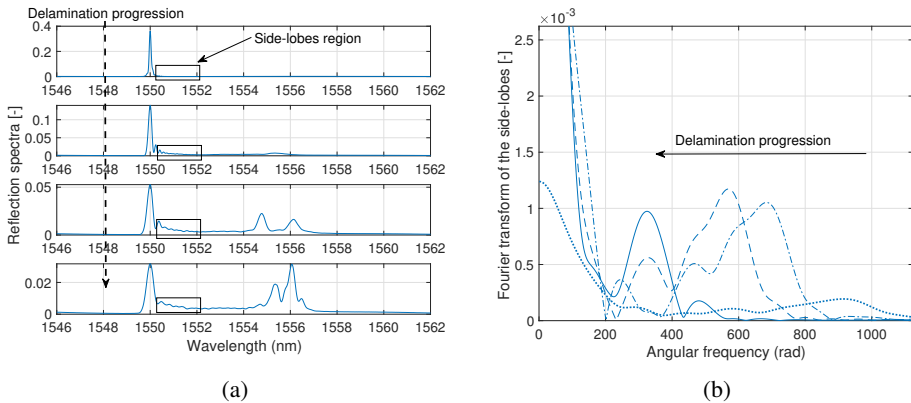 Delamination progression
Side-lobes region
0.4
0.2
0
1546 1548 1550 1552 1554 1556 1558 1560 1562
0.1
0.05
0
1546 1548 1550 1552 1554 1556 1558 1560 1562
0.05
0
1546 1548 1550 1552 1554 1556 1558 1560 1562
0.02
0
1546 1548 1550 1552 1554 1556 1558 1560 1562
Reflection spectra [-]
Wavelength (nm)
(a)
×10⁻³
2.5
2
1.5
1
0.5
0
0 200 400 600 800 1000
Fourier transform of the side-lobes [-]
Delamination progression
Angular frequency (rad)
(b)